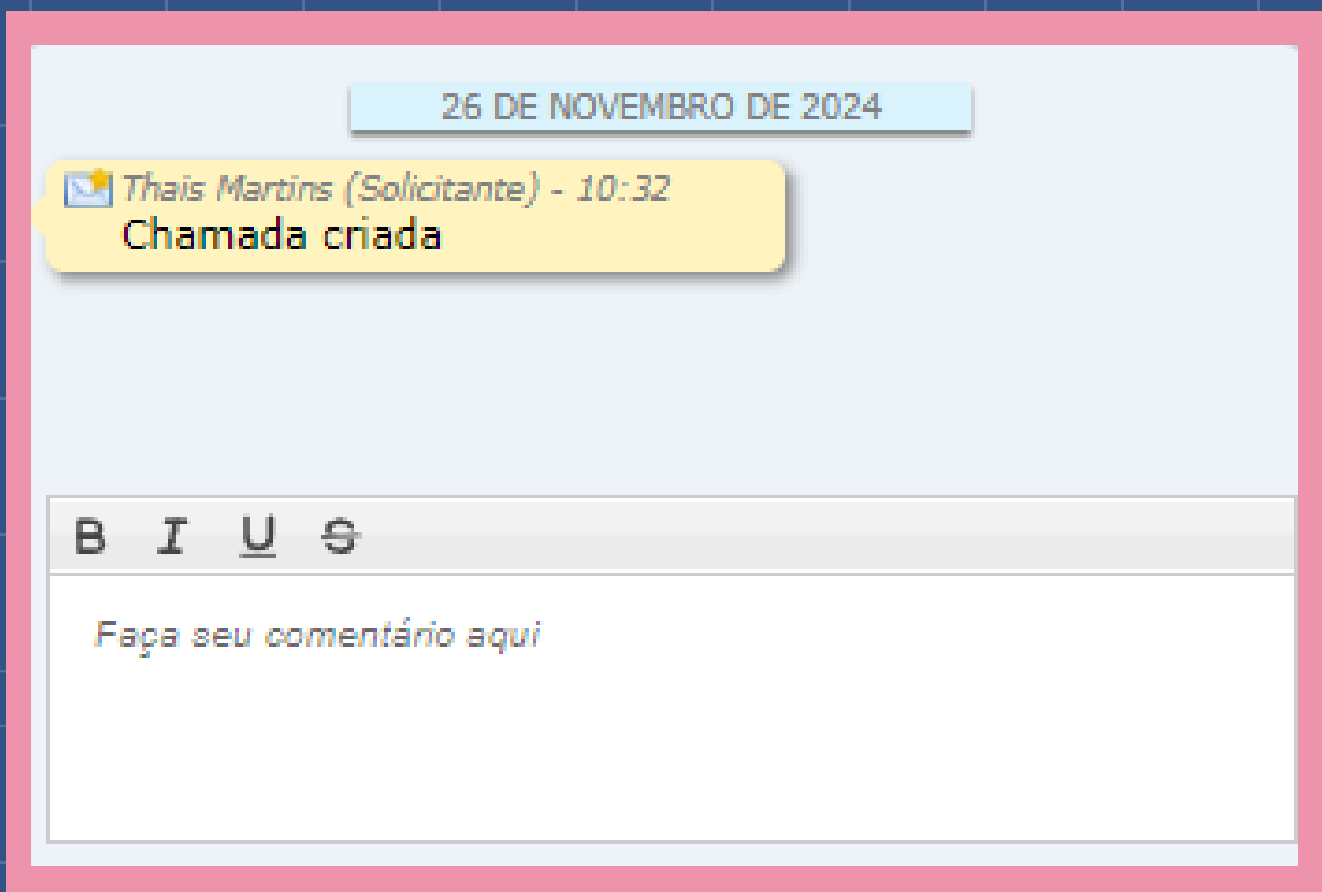 26 DE NOVEMBRO DE 2024
Thais Martins (Solicitante) - 10:32
Chamada criada
B I U S
Faça seu comentário aqui